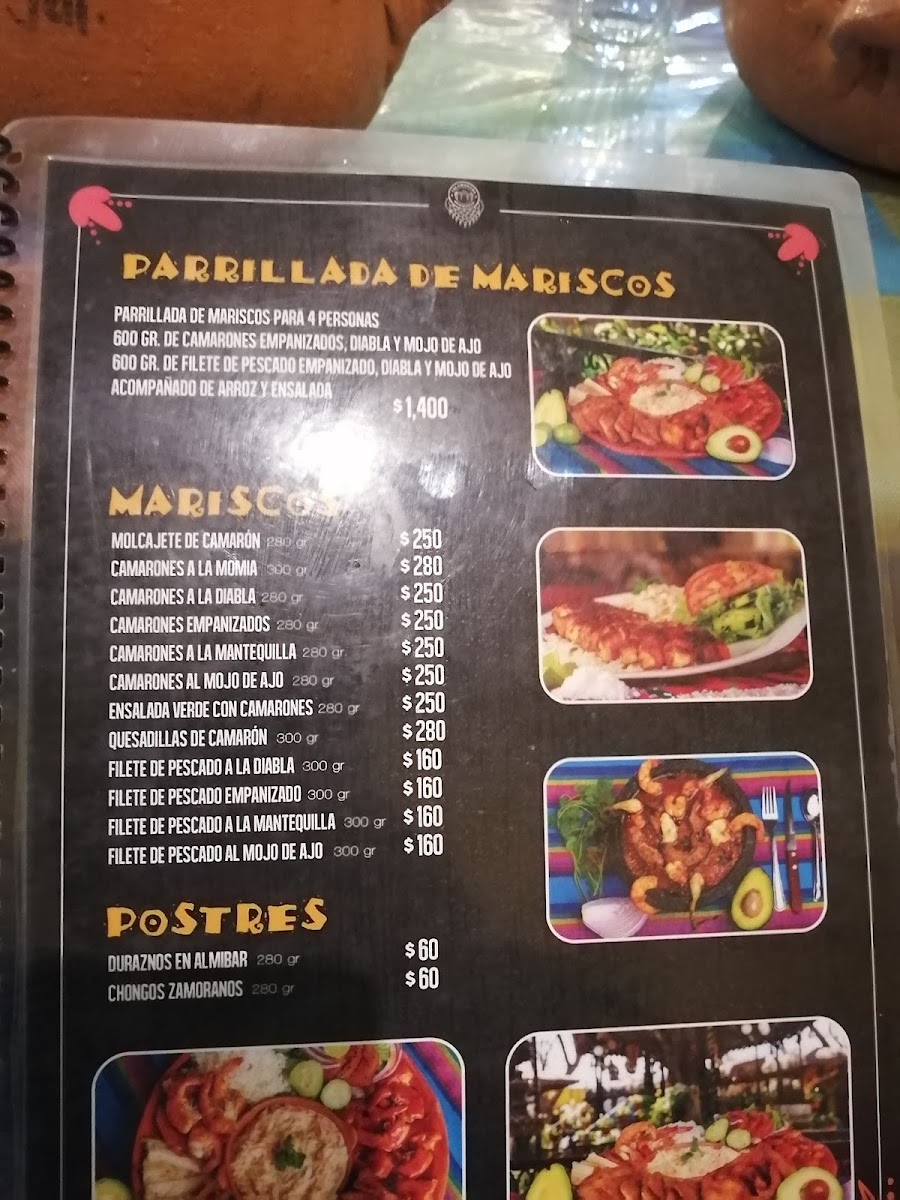 PARRILLADA DE MARISCOS
PARRILLADA DE MARISCOS PARA 4 PERSONAS
600 GR. DE CAMARONES EMPANIZADOS, DIABLA Y MOJO DE AJO
600 GR. DE FILETE DE PESCADO EMPANIZADO, DIABLA Y MOJO DE AJO
ACOMPAÑADO DE ARROZ Y ENSALADA
$1,400
MARISCOS
MOLCAJETE DE CAMARÓN 280 gr $250
CAMARONES A LA MOMIA 300 gr $280
CAMARONES A LA DIABLA 280 gr $250
CAMARONES EMPANIZADOS 280 gr $250
CAMARONES A LA MANTEQUILLA 280 gr $250
CAMARONES AL MOJO DE AJO 280 gr $250
ENSALADA VERDE CON CAMARONES 280 gr $250
QUESADILLAS DE CAMARÓN 300 gr $280
FILETE DE PESCADO A LA DIABLA 300 gr $160
FILETE DE PESCADO EMPANIZADO 300 gr $160
FILETE DE PESCADO A LA MANTEQUILLA 300 gr $160
FILETE DE PESCADO AL MOJO DE AJO 300 gr $160
POSTRES
DURAZNOS EN ALMIBAR 280 gr $60
CHONGOS ZAMORANOS 280 gr $60